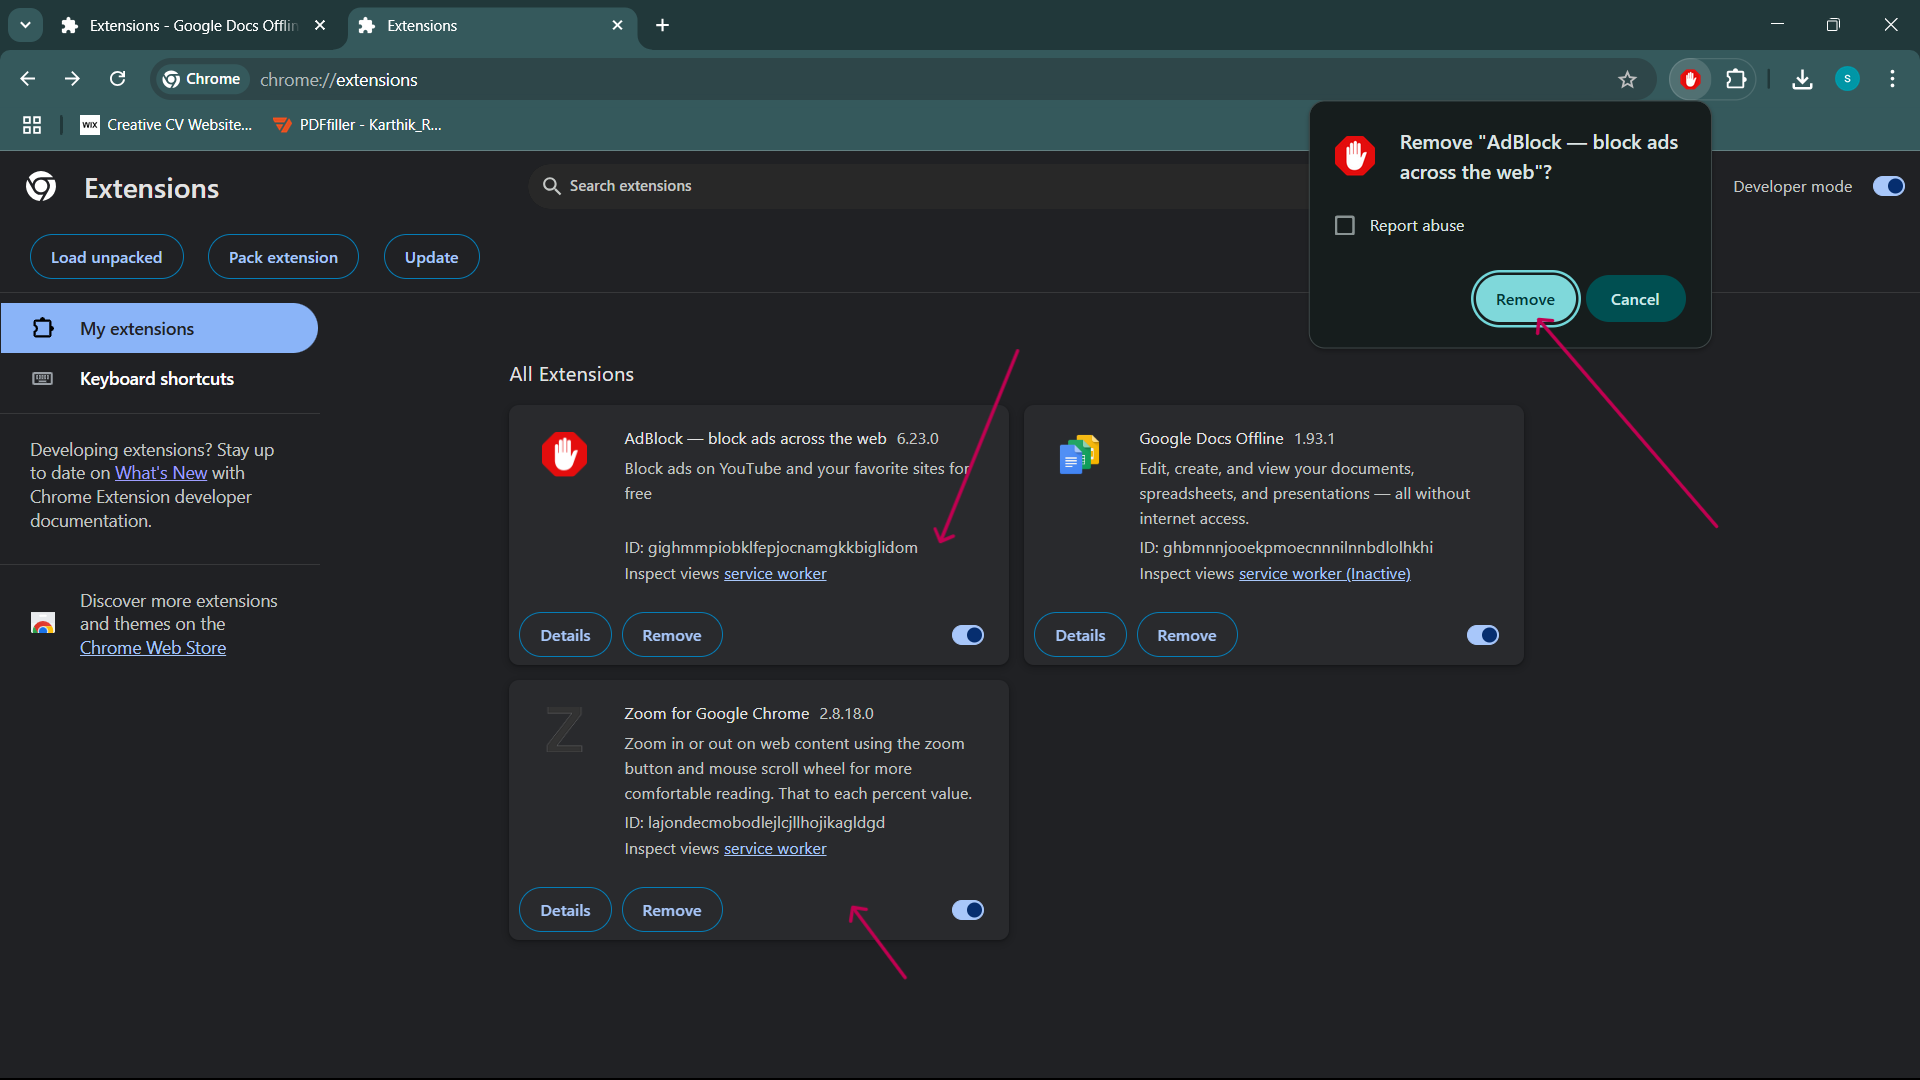 Extensions - Google Docs Offlin
Extensions
Chrome
chrome://extensions
S
WIX
Creative CV Website...
PDFfiller - Karthik_R...
Extensions
Search extensions
Developer mode
Remove "AdBlock — block ads
across the web"?
Report abuse
Remove
Cancel
Load unpacked
Pack extension
Update
My extensions
Keyboard shortcuts
Developing extensions? Stay up
to date on What's New with
Chrome Extension developer
documentation.
Discover more extensions
and themes on the
Chrome Web Store
All Extensions
AdBlock — block ads across the web 6.23.0
Block ads on YouTube and your favorite sites for
free
ID: gighmmpiobklfepjocnamgkkbiglidom
Inspect views service worker
Details
Remove
Google Docs Offline 1.93.1
Edit, create, and view your documents,
spreadsheets, and presentations — all without
internet access.
ID: ghbmnnjooekpmoecnnnilnnbdlolhkhi
Inspect views service worker (Inactive)
Details
Remove
Z
Zoom for Google Chrome 2.8.18.0
Zoom in or out on web content using the zoom
button and mouse scroll wheel for more
comfortable reading. That to each percent value.
ID: lajondecmobodlejlcjllhojikagldgd
Inspect views service worker
Details
Remove